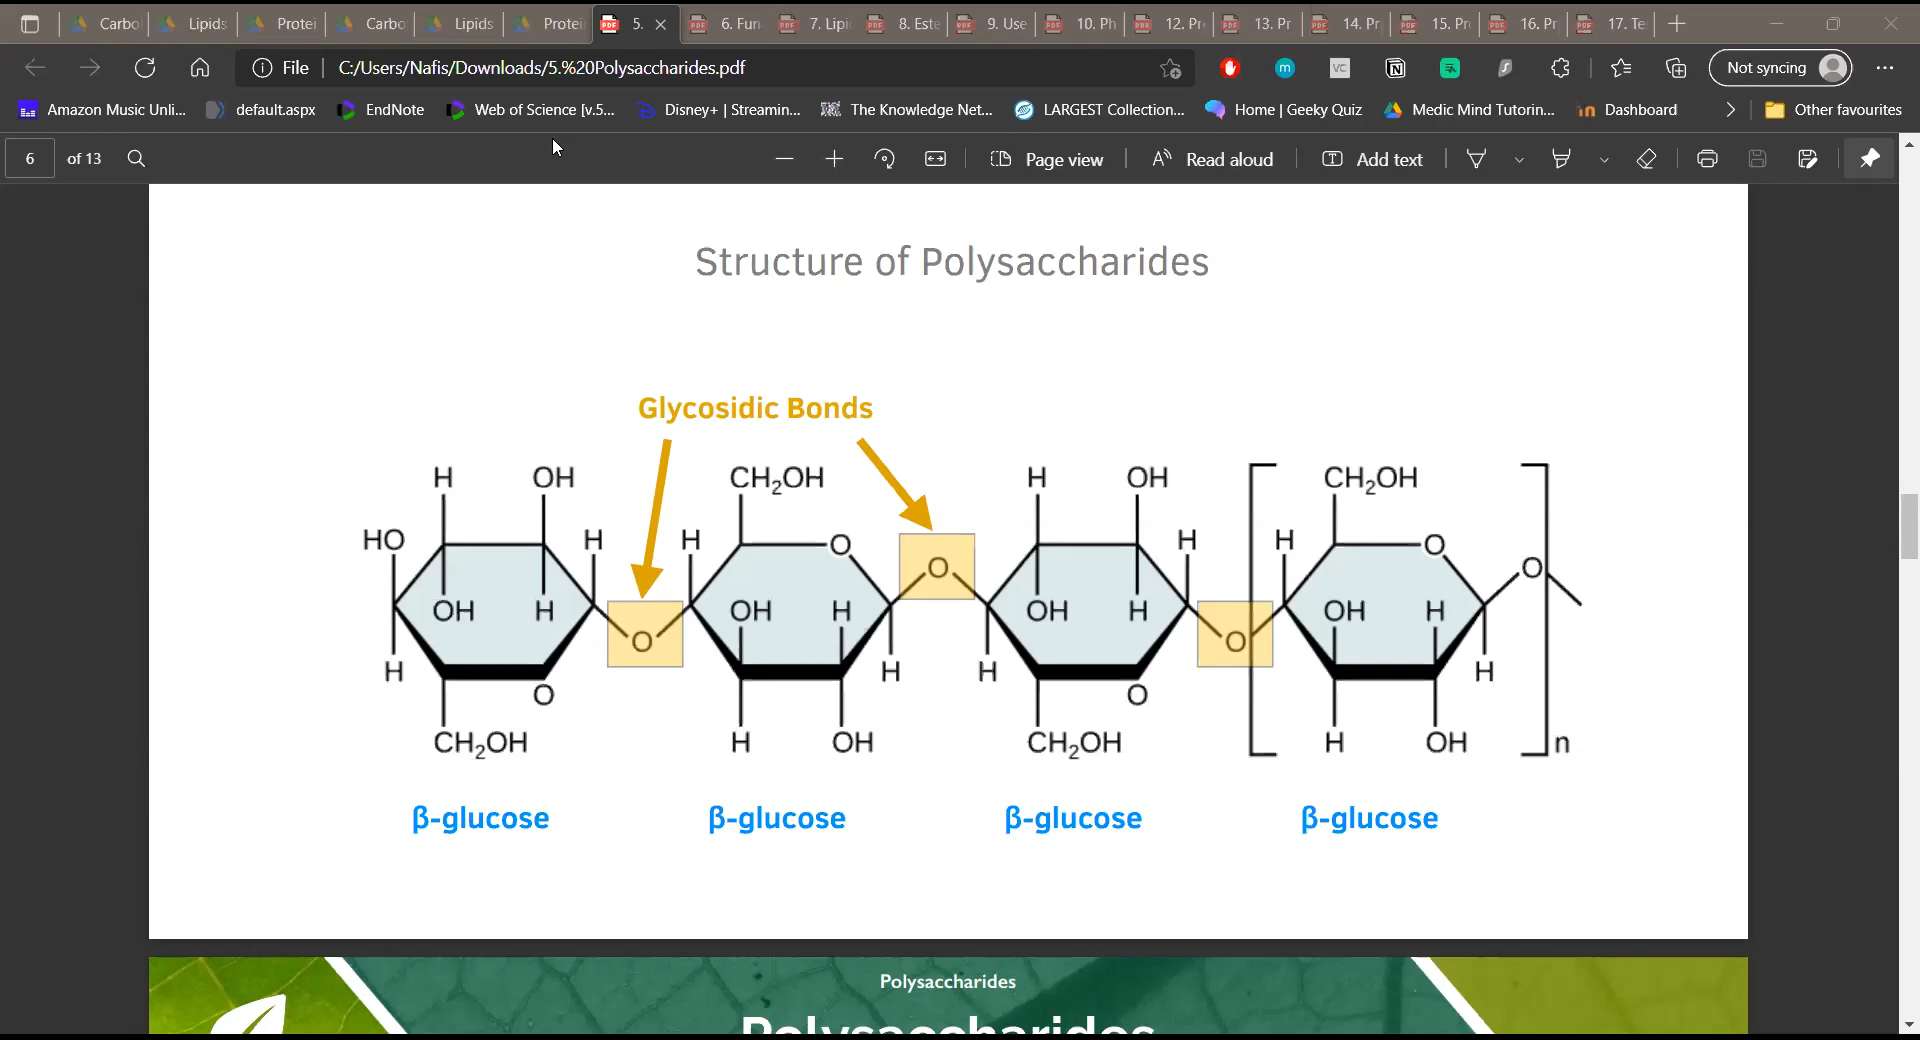 Carbo
Lipids
Protei
Carbo
Lipids
Protei
5.
6. Fun
7. Lipi
8. Este
9. Use
10. Ph
12. Pr
13. Pr
14. Pr
15. Pr
16. Pr
17. Te
File
C:/Users/Nafis/Downloads/5.%20Polysaccharides.pdf
Not syncing
Amazon Music Unli...
default.aspx
EndNote
Web of Science [v.5...
Disney+ | Streamin...
The Knowledge Net...
LARGEST Collection...
Home | Geeky Quiz
Medic Mind Tutorin...
Dashboard
Other favourites
6 of 13
Page view
Read aloud
Add text
Structure of Polysaccharides
Glycosidic Bonds
H OH CH₂OH H OH CH₂OH
HO H H O O H H O O
OH H OH H OH H OH H
O O
H H H H
O O
CH₂OH H OH CH₂OH H OH n
β-glucose β-glucose β-glucose β-glucose
Polysaccharides
Polysaccharides